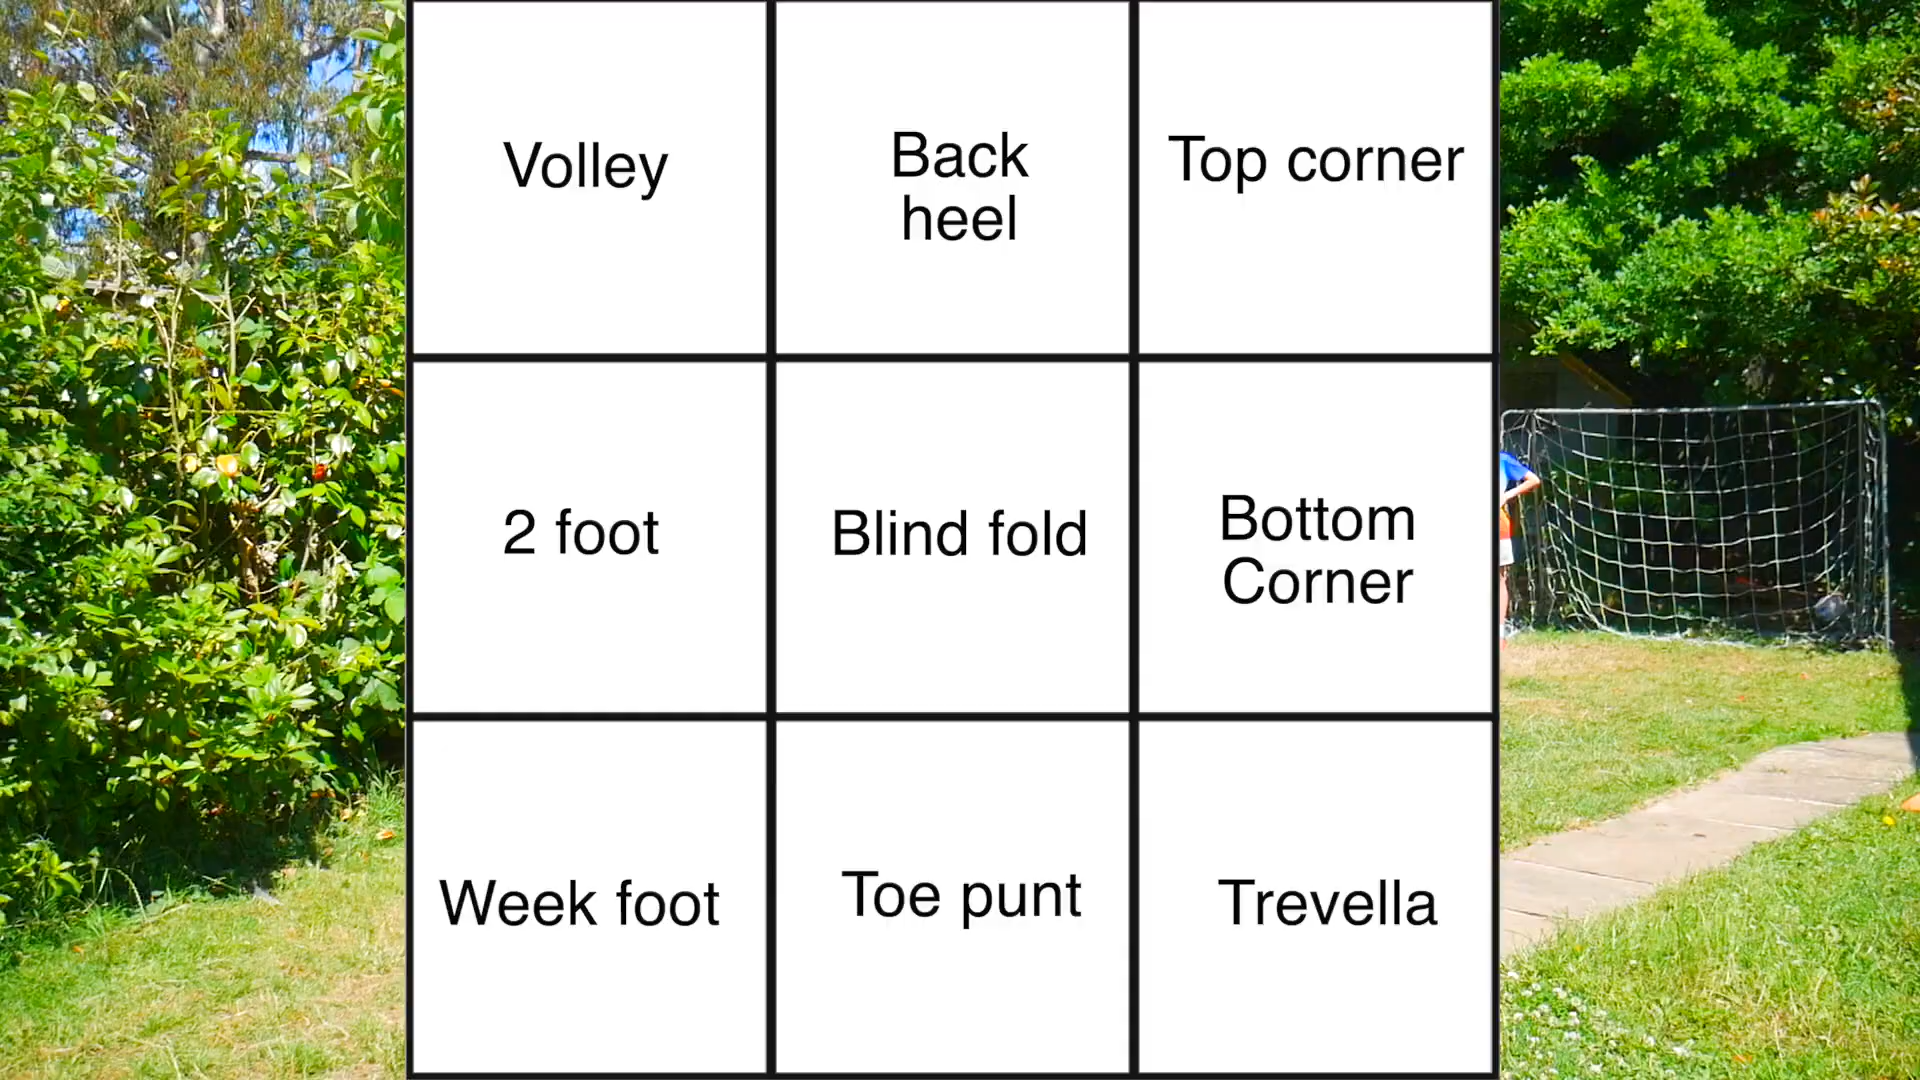 Volley
Back
heel
Top corner
2 foot
Blind fold
Bottom
Corner
Week foot
Toe punt
Trevella